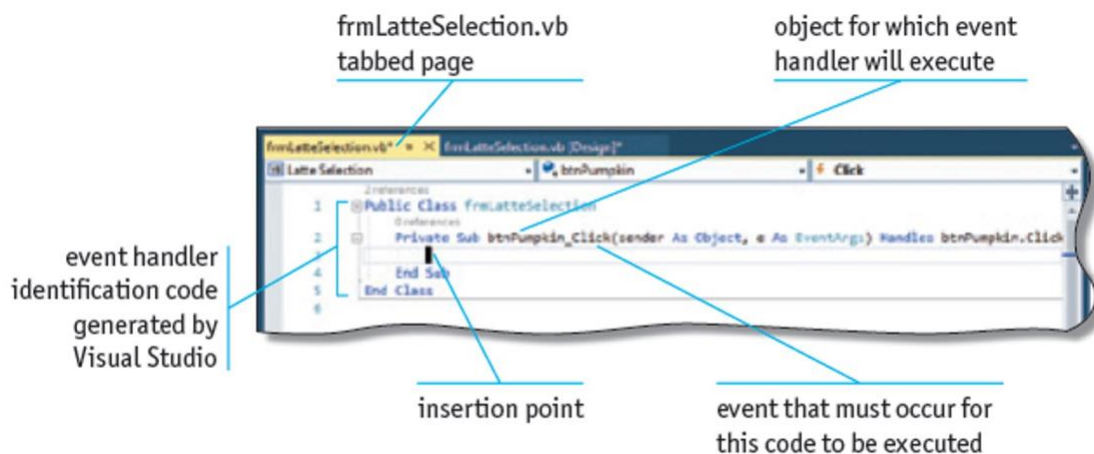 frmLatteSelection.vb
tabbed page
object for which event
handler will execute
frmLatteSelection.vb*
frmLatteSelection.vb [Design]*
Latte Selection
btnPumpkin
Click
2 references
1 Public Class frmLatteSelection
0 references
2 Private Sub btnPumpkin_Click(sender As Object, e As EventArgs) Handles btnPumpkin.Click
3
4 End Sub
5 End Class
6
event handler
identification code
generated by
Visual Studio
insertion point
event that must occur for
this code to be executed